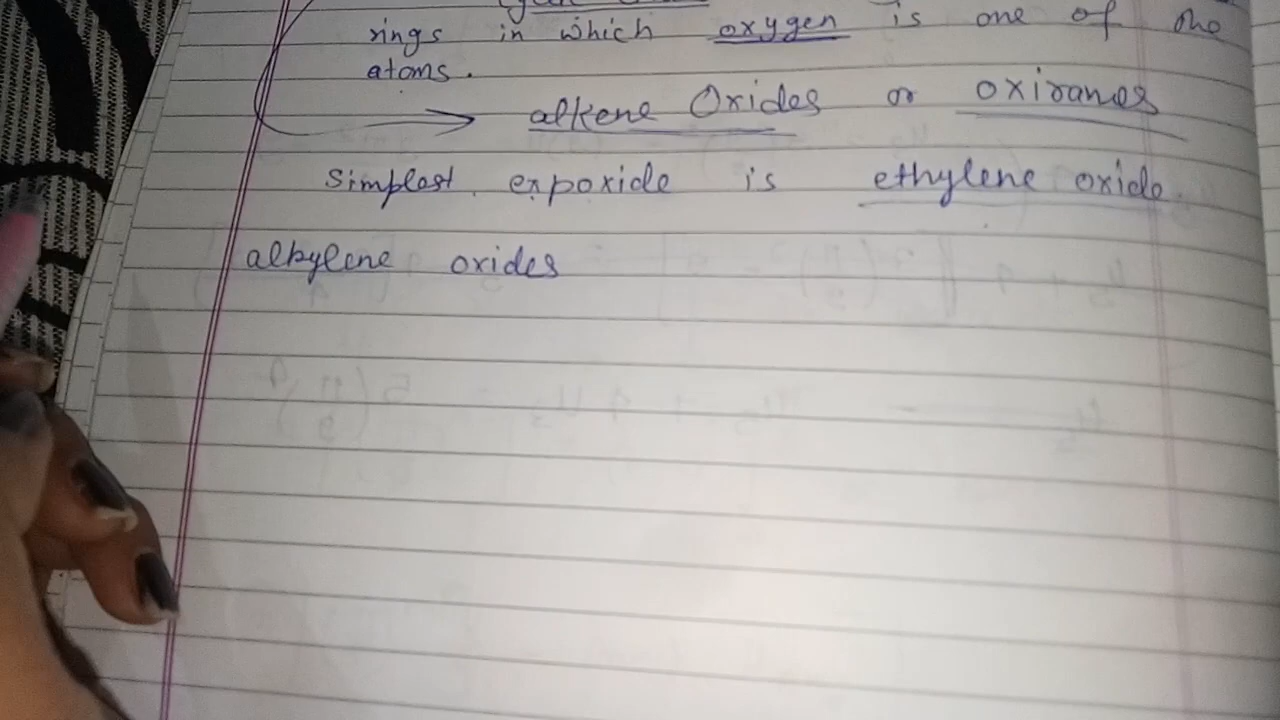 rings in which oxygen is one of the
atoms.
alkene Oxides or oxiranes
Simplest expoxide is ethylene oxide
alkylene oxides